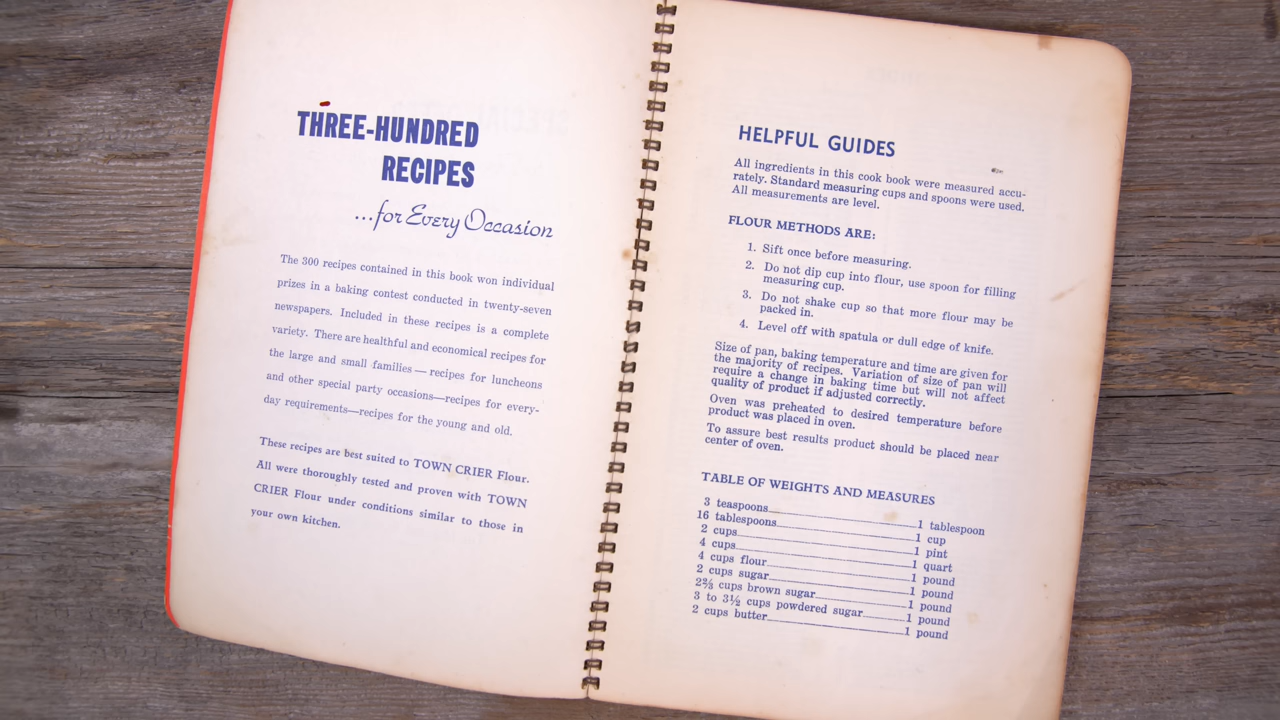 THREE-HUNDRED
RECIPES
...for Every Occasion
The 300 recipes contained in this book won individual
prizes in a baking contest conducted in twenty-seven
newspapers. Included in these recipes is a complete
variety. There are healthful and economical recipes for
the large and small families — recipes for luncheons
and other special party occasions—recipes for every-
day requirements—recipes for the young and old.
These recipes are best suited to TOWN CRIER Flour.
All were thoroughly tested and proven with TOWN
CRIER Flour under conditions similar to those in
your own kitchen.
HELPFUL GUIDES
All ingredients in this cook book were measured accu-
rately. Standard measuring cups and spoons were used.
All measurements are level.
FLOUR METHODS ARE:
1. Sift once before measuring.
2. Do not dip cup into flour, use spoon for filling
measuring cup.
3. Do not shake cup so that more flour may be
packed in.
4. Level off with spatula or dull edge of knife.
Size of pan, baking temperature and time are given for
the majority of recipes. Variation of size of pan will
require a change in baking time but will not affect
quality of product if adjusted correctly.
Oven was preheated to desired temperature before
product was placed in oven.
To assure best results product should be placed near
center of oven.
TABLE OF WEIGHTS AND MEASURES
3 teaspoons 1 tablespoon
16 tablespoons 1 cup
2 cups 1 pint
4 cups 1 quart
4 cups flour 1 pound
2 cups sugar 1 pound
2⅔ cups brown sugar 1 pound
3 to 3½ cups powdered sugar 1 pound
2 cups butter 1 pound